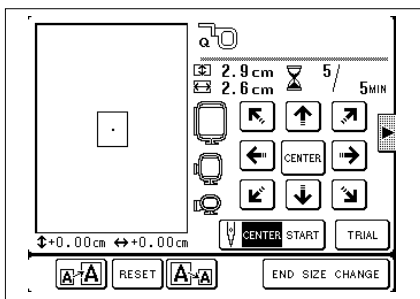 Q
2.9cm 5/
2.6cm 5MIN
CENTER
CENTER START TRIAL
+0.00cm +0.00cm
A A RESET A A END SIZE CHANGE